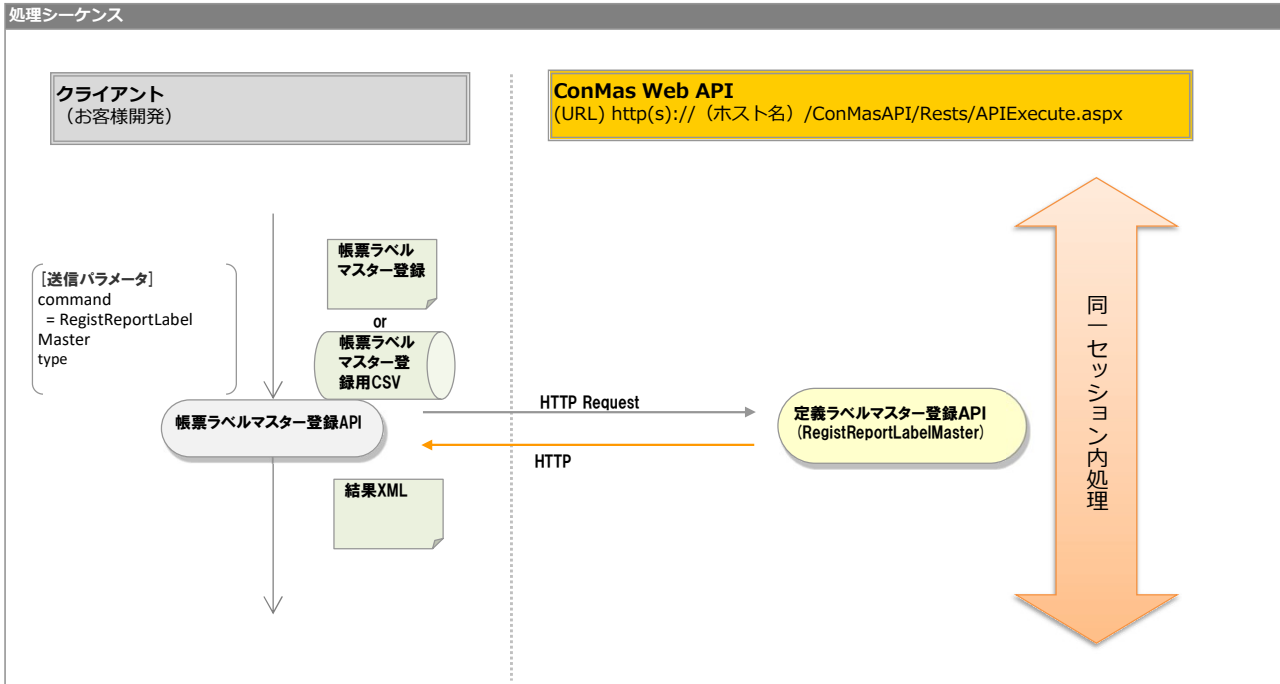 処理シーケンス
クライアント
（お客様開発）
ConMas Web API
(URL) http(s)://（ホスト名）/ConMasAPI/Rests/APIExecute.aspx
帳票ラベル
マスター登録
[送信パラメータ]
command
= RegistReportLabel
Master
type
or
帳票ラベル
マスター登
録用CSV
帳票ラベルマスター登録API
HTTP Request
HTTP
定義ラベルマスター登録API
（RegistReportLabelMaster）
結果XML
同一セッション内処理